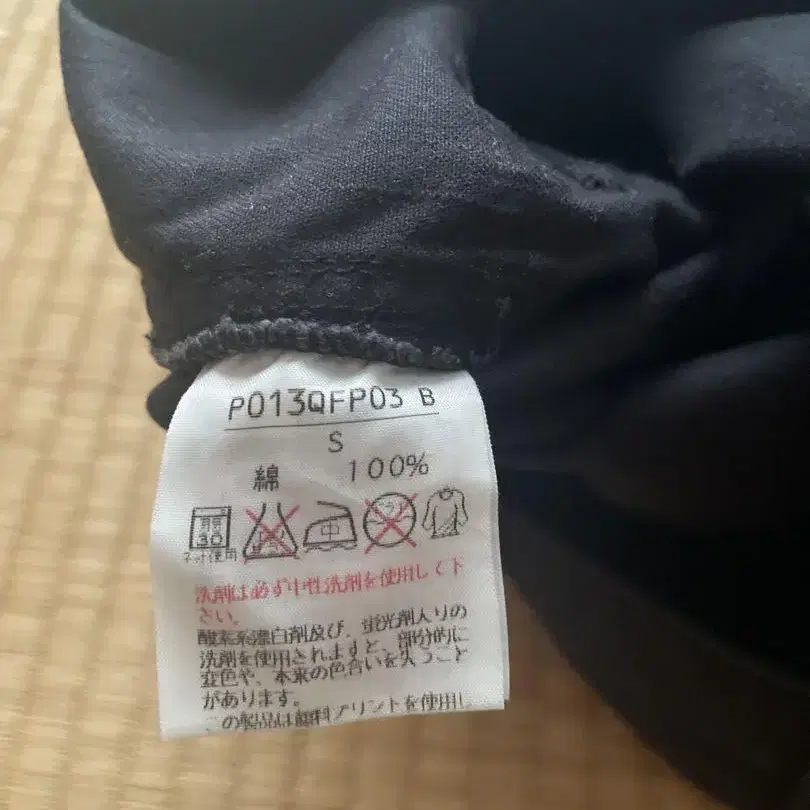 P013QFP03 B
S
綿 100%
30 中
ネット使用
洗剤は必ず中性洗剤を使用して下
さい。
酸素系漂白剤及び、蛍光剤入りの
洗剤を使用されますと、部分的に
変色や、本来の色合いを失うこと
があります。
この製品は顔料プリントを使用し